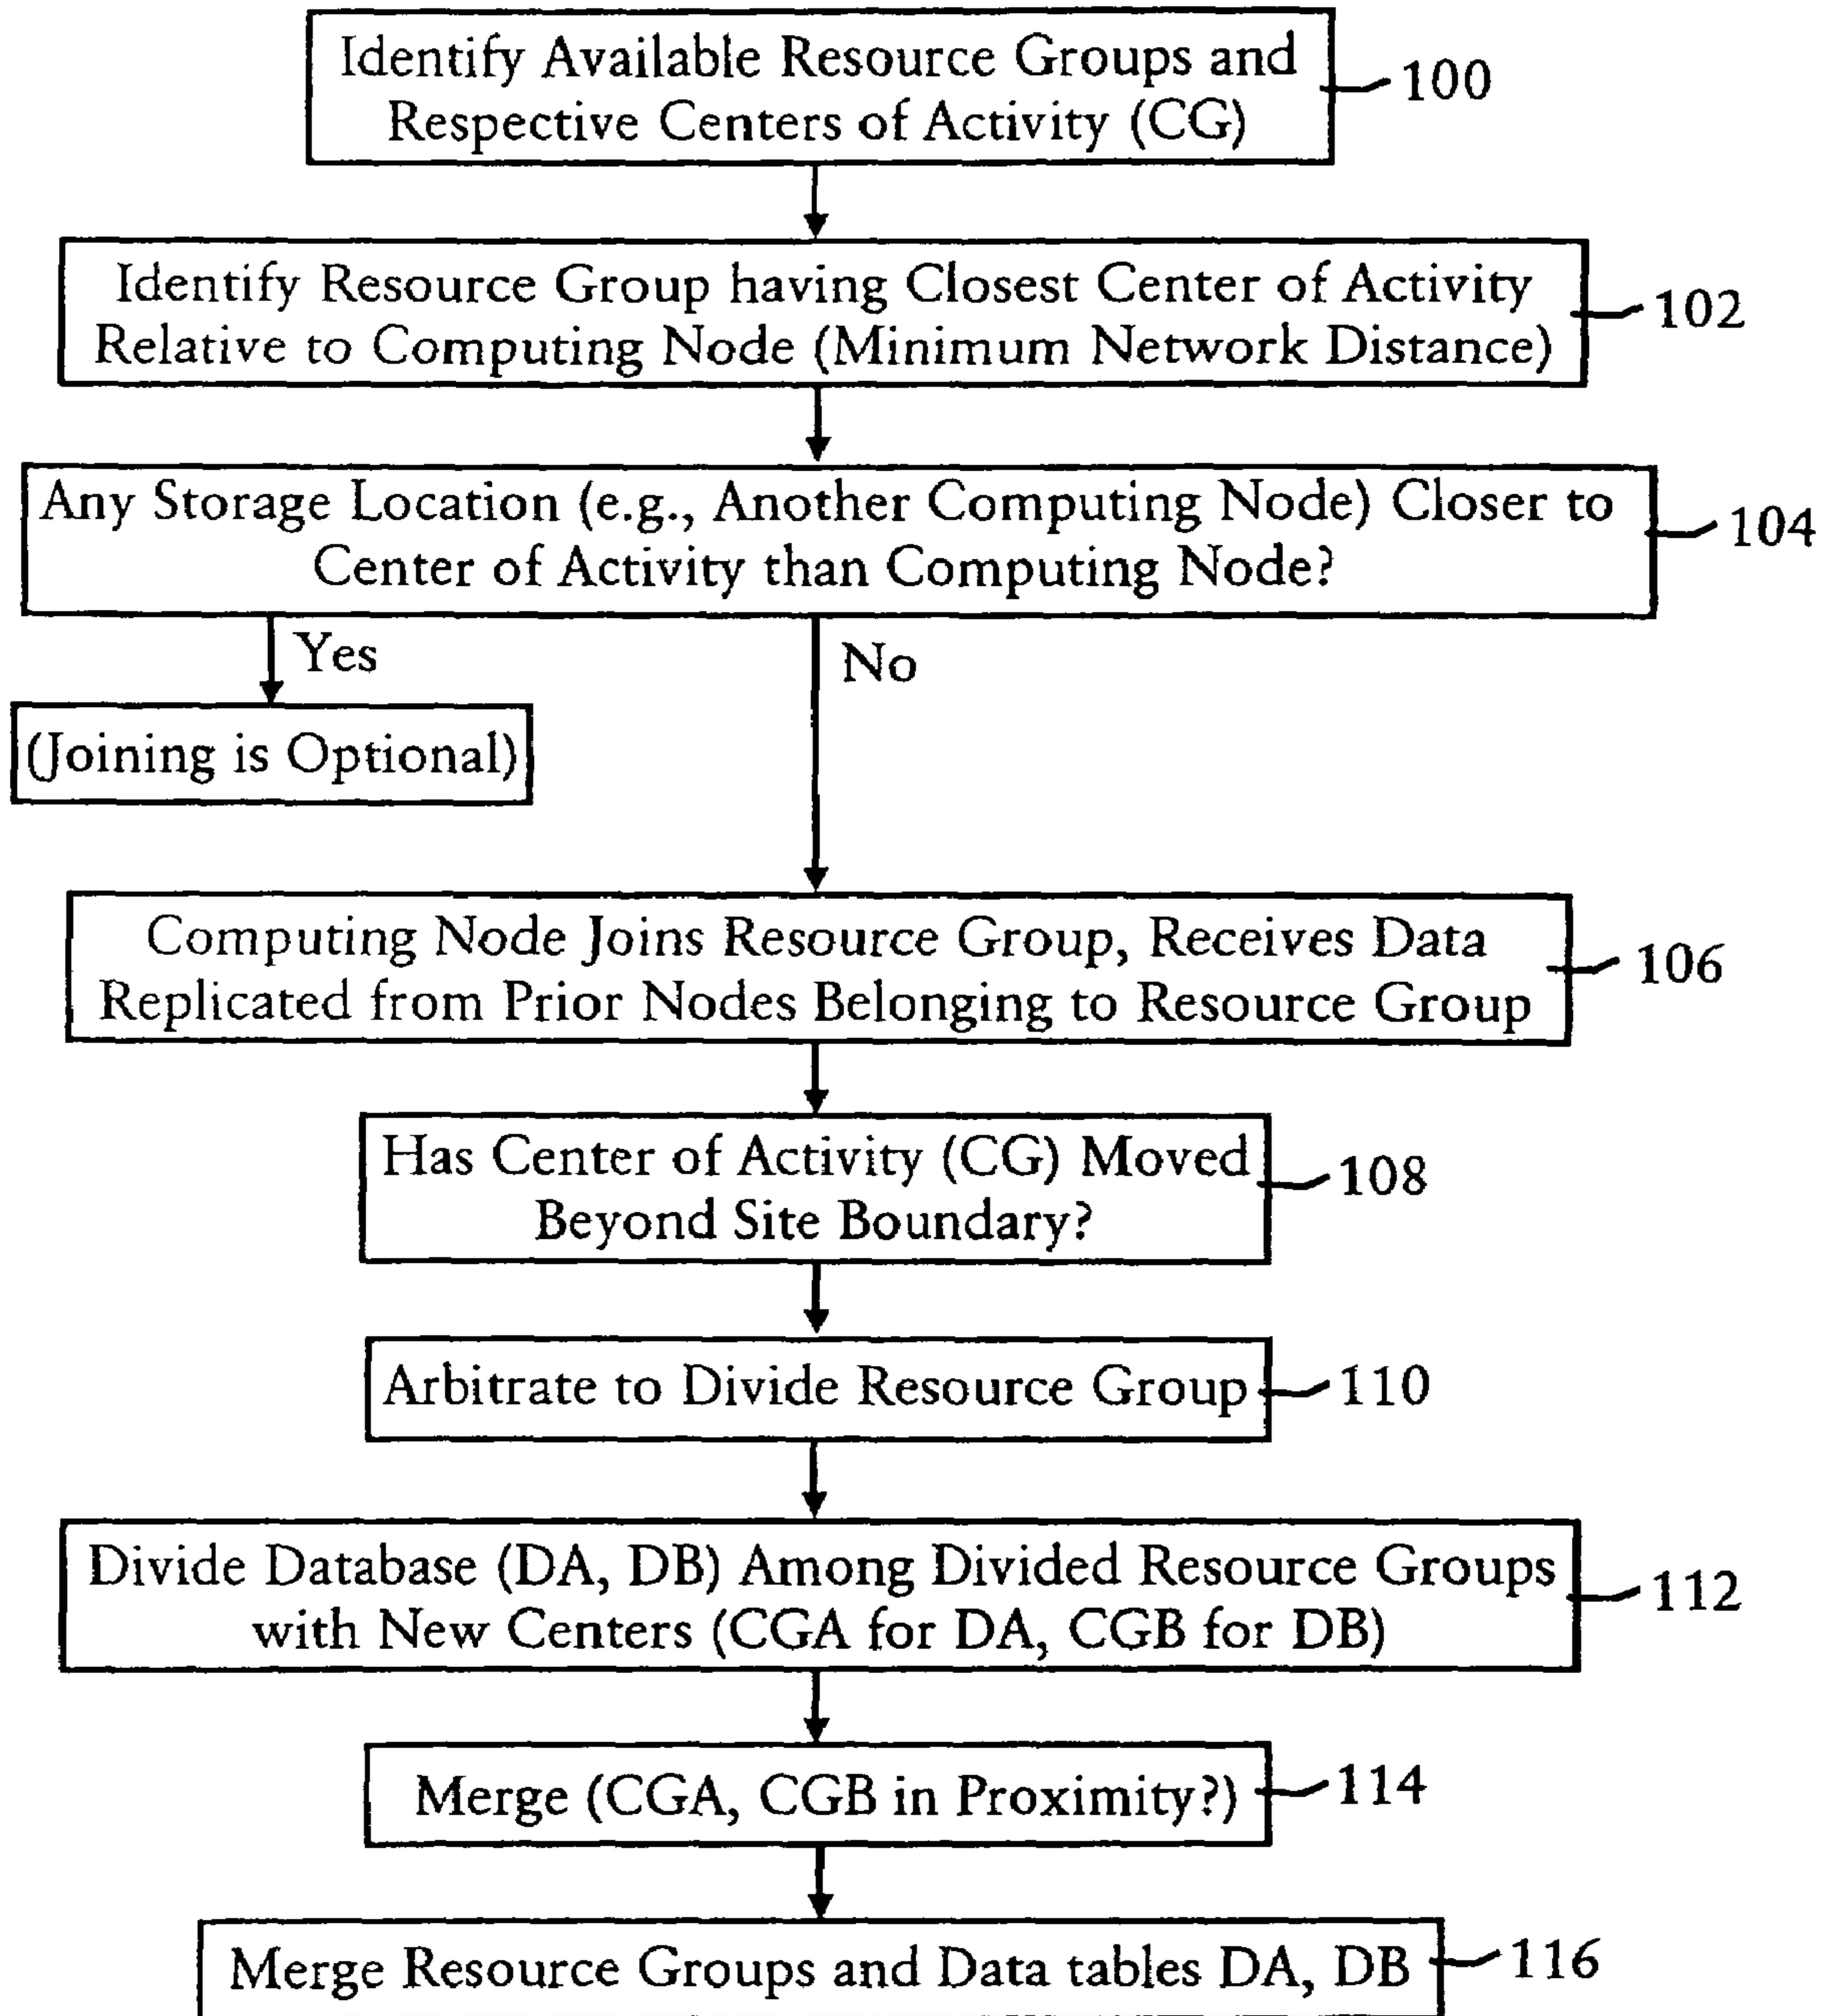 Identify Available Resource Groups and
Respective Centers of Activity (CG)
100
Identify Resource Group having Closest Center of Activity
Relative to Computing Node (Minimum Network Distance)
102
Any Storage Location (e.g., Another Computing Node) Closer to
Center of Activity than Computing Node?
104
Yes
No
(Joining is Optional)
Computing Node Joins Resource Group, Receives Data
Replicated from Prior Nodes Belonging to Resource Group
106
Has Center of Activity (CG) Moved
Beyond Site Boundary?
108
Arbitrate to Divide Resource Group
110
Divide Database (DA, DB) Among Divided Resource Groups
with New Centers (CGA for DA, CGB for DB)
112
Merge (CGA, CGB in Proximity?)
114
Merge Resource Groups and Data tables DA, DB
116